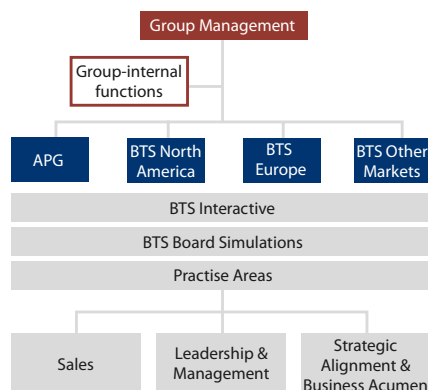 Group Management
Group-internal
functions
APG
BTS North
America
BTS
Europe
BTS Other
Markets
BTS Interactive
BTS Board Simulations
Practise Areas
Sales
Leadership &
Management
Strategic
Alignment &
Business Acumen